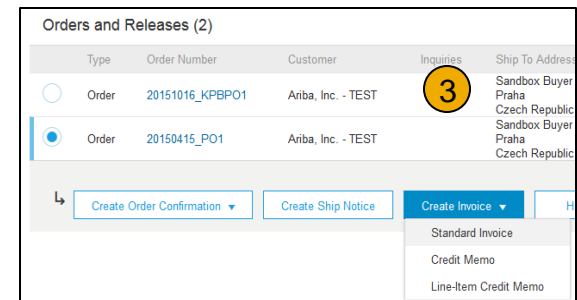 Orders and Releases (2)
Type Order Number Customer Inquiries Ship To Address
Order 20151016_KPBPO1 Ariba, Inc. - TEST 3 Sandbox Buyer
Praha
Czech Republic
Order 20150415_PO1 Ariba, Inc. - TEST Sandbox Buyer
Praha
Czech Republic
Create Order Confirmation Create Ship Notice Create Invoice H
Standard Invoice
Credit Memo
Line-Item Credit Memo